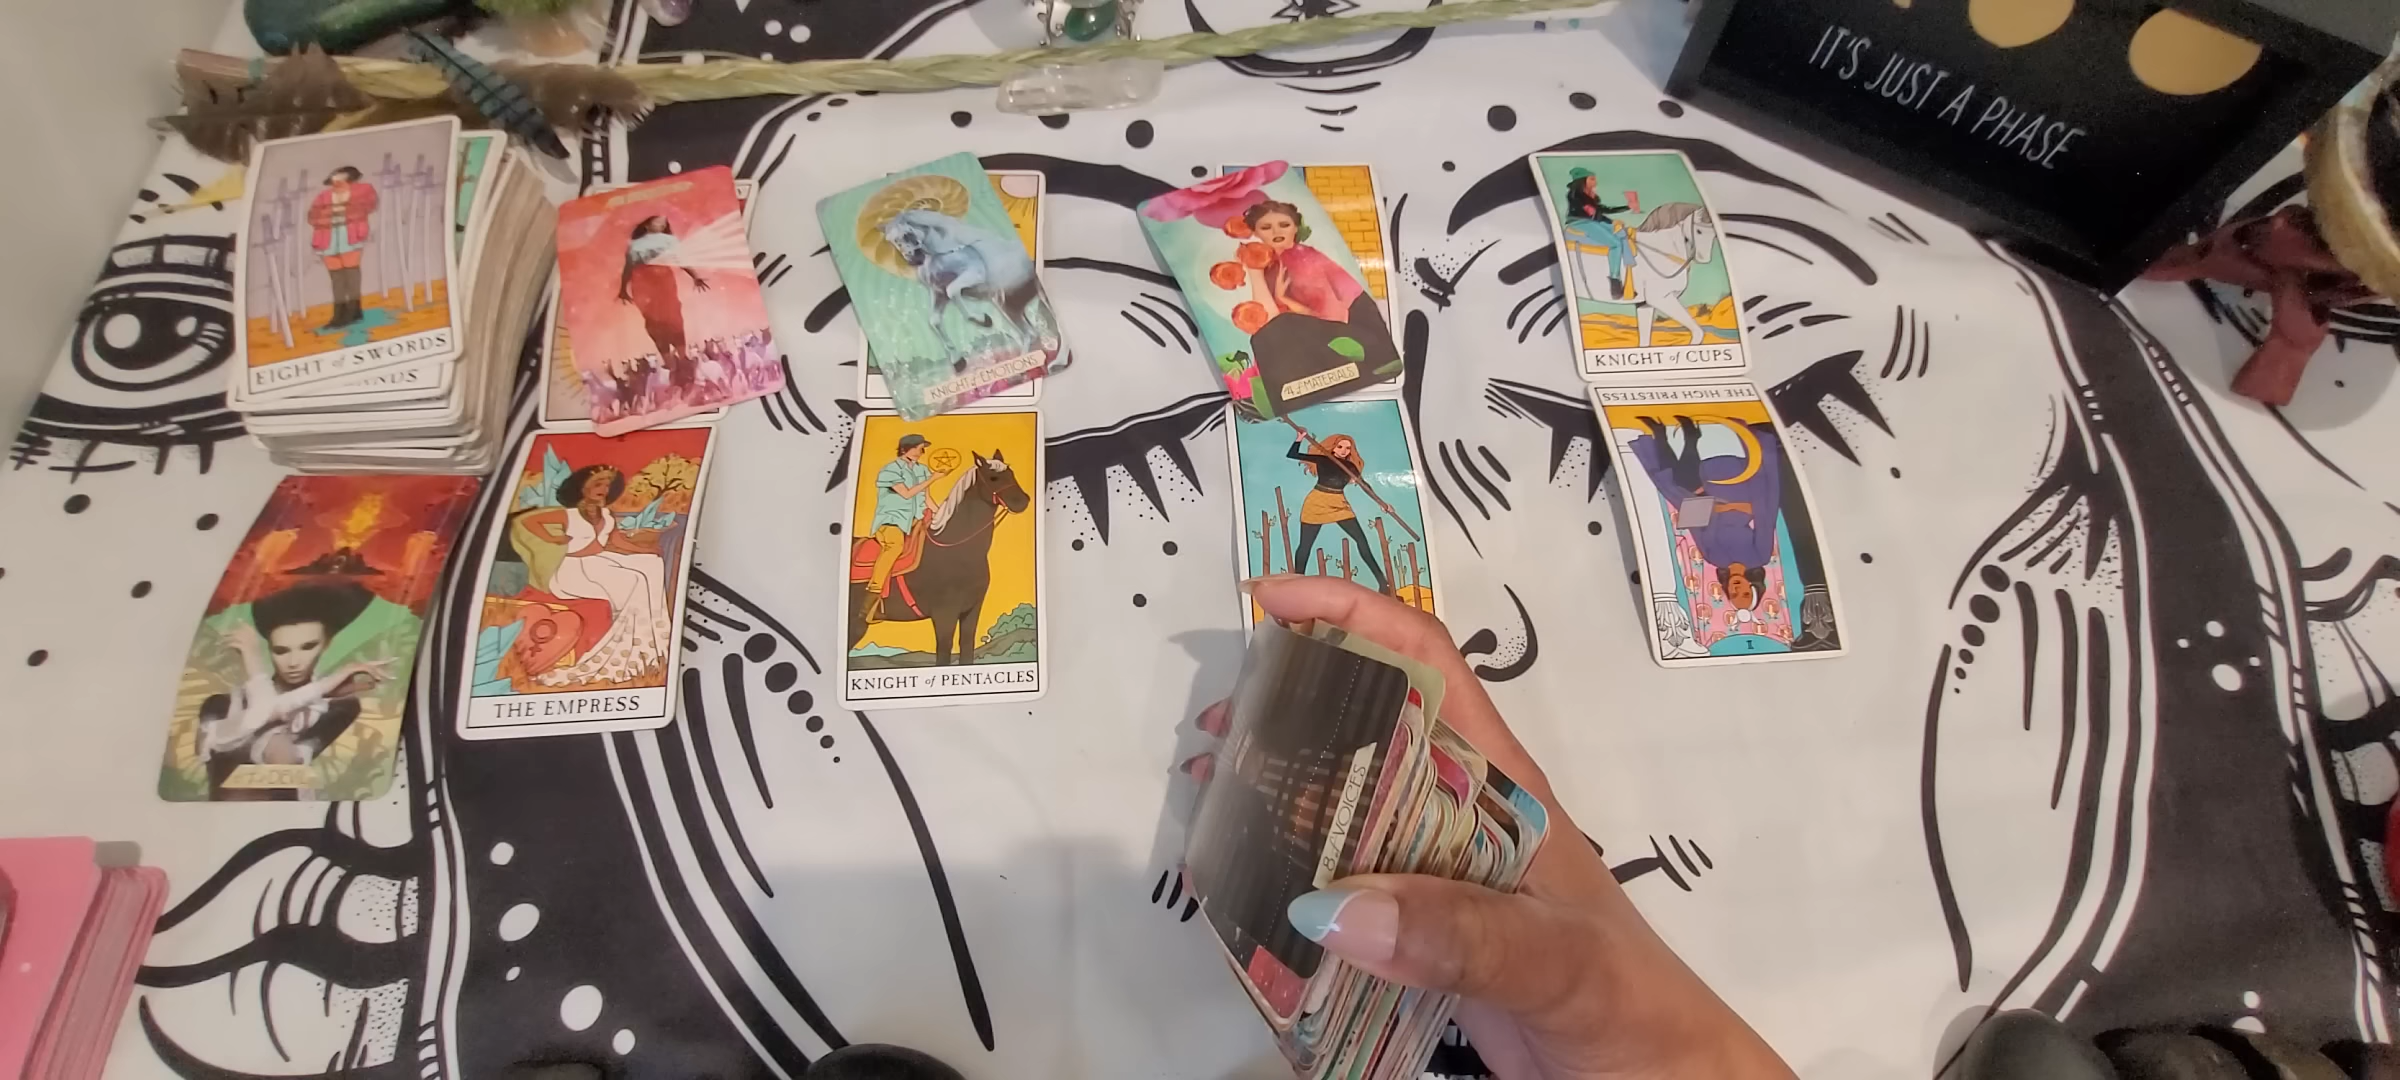 IT'S JUST A PHASE
EIGHT of SWORDS
KNIGHT of EMOTIONS
4 of MATERIALS
KNIGHT of CUPS
THE HIGH PRIESTESS
I
THE EMPRESS
KNIGHT of PENTACLES
8 of VOICES